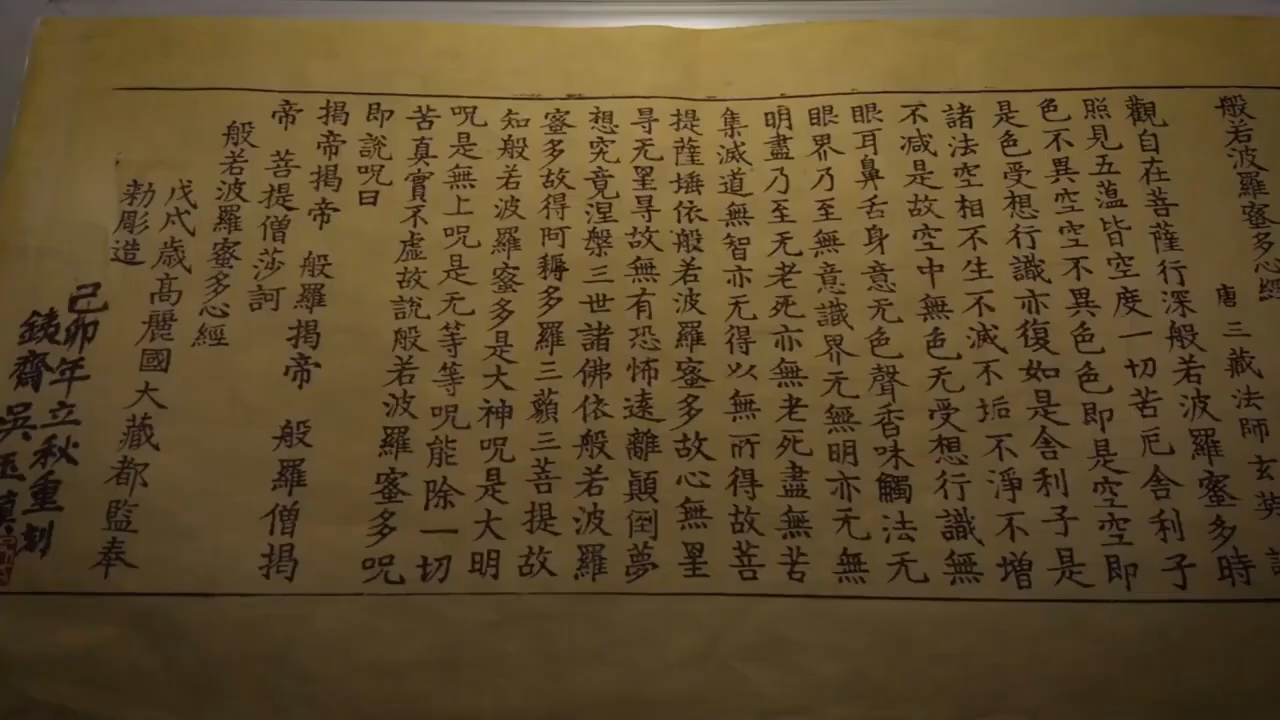 般若波羅蜜多心經
唐三藏法師玄奘
觀自在菩薩行深般若波羅蜜多時
照見五薀皆空度一切苦厄舍利子
色不異空空不異色色即是空空即
是色受想行識亦復如是舍利子是
諸法空相不生不滅不垢不淨不增
不减是故空中無色无受想行識無
眼耳鼻舌身意无色聲香味觸法无
眼界乃至無意識界无無明亦无無
明盡乃至无老死亦無老死盡無苦
集滅道無智亦无得以無所得故菩
提薩埵依般若波羅蜜多故心無罣
㝵无罣㝵故無有恐怖遠離顛倒夢
想究竟涅槃三世諸佛依般若波羅
蜜多故得阿耨多羅三藐三菩提故
知般若波羅蜜多是大神呪是大明
呪是無上呪是无等等呪能除一切
苦真實不虛故說般若波羅蜜多呪
即說呪曰
揭帝揭帝 般羅揭帝 般羅僧揭
帝 菩提僧莎訶
般若波羅蜜多心經
戊戌歲高麗國大藏都監奉
勅彫造
己卯年立秋重刻
銕齋吳玉鎭